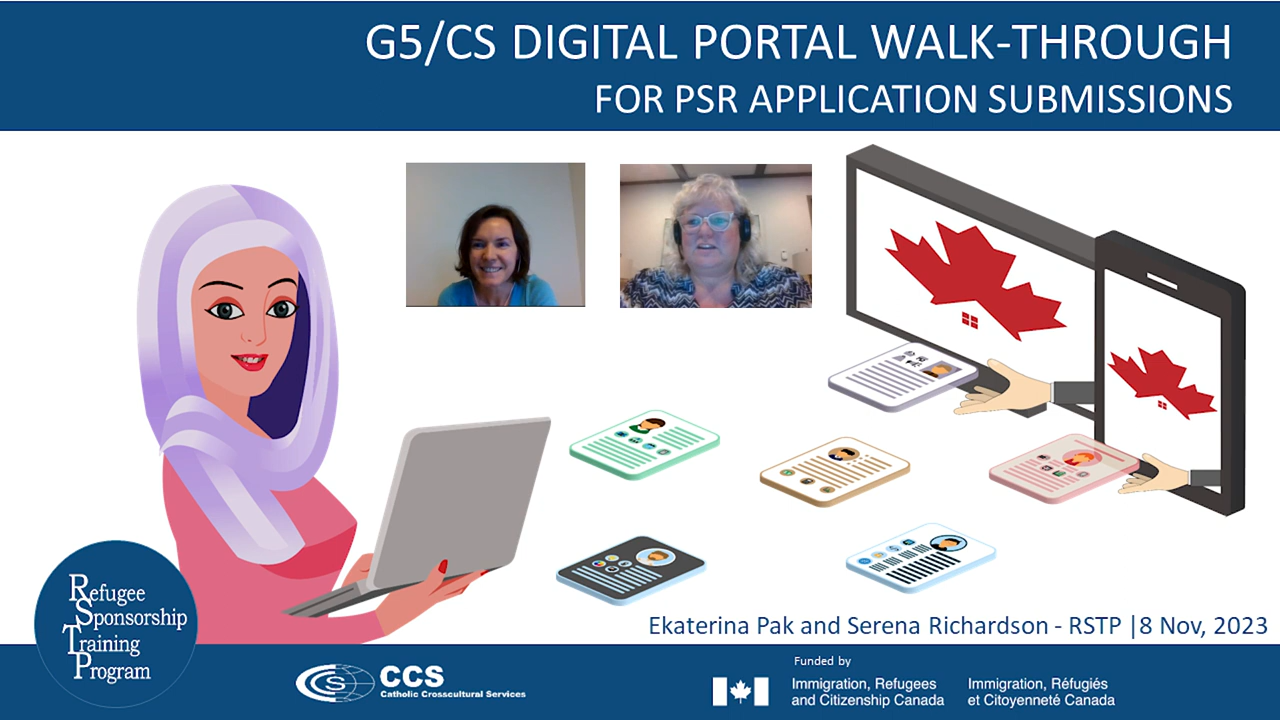 G5/CS DIGITAL PORTAL WALK-THROUGH
FOR PSR APPLICATION SUBMISSIONS
Ekaterina Pak and Serena Richardson - RSTP |8 Nov, 2023
Refugee
Sponsorship
Training
Program
CCS
Catholic Crosscultural Services
Funded by
Immigration, Refugees
and Citizenship Canada
Immigration, Réfugiés
et Citoyenneté Canada